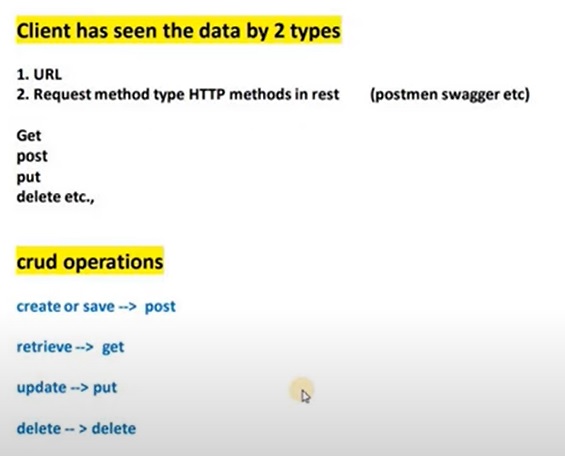 Client has seen the data by 2 types
1. URL
2. Request method type HTTP methods in rest (postmen swagger etc)
Get
post
put
delete etc.,
crud operations
create or save --> post
retrieve --> get
update --> put
delete -- > delete